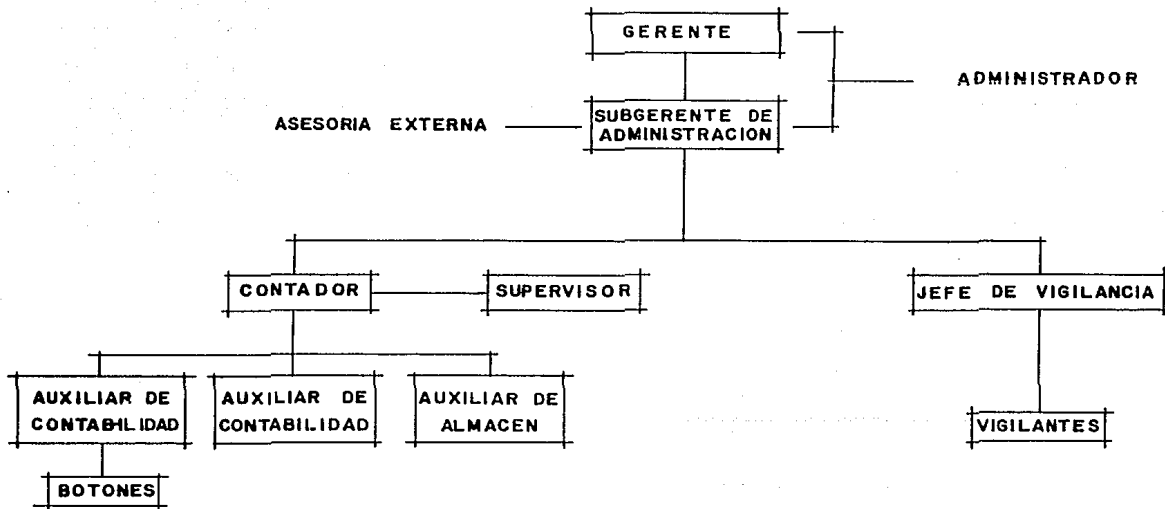 GERENTE
ADMINISTRADOR
ASESORIA EXTERNA
SUBGERENTE DE
ADMINISTRACION
CONTADOR
SUPERVISOR
JEFE DE VIGILANCIA
AUXILIAR DE
CONTABILIDAD
AUXILIAR DE
CONTABILIDAD
AUXILIAR DE
ALMACEN
VIGILANTES
BOTONES